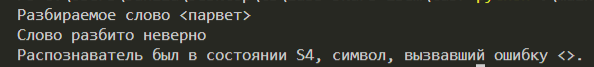 Разбираемое слово <парвет>
Слово разбито неверно
Распознаватель был в состоянии S4, символ, вызвавший ошибку <>.